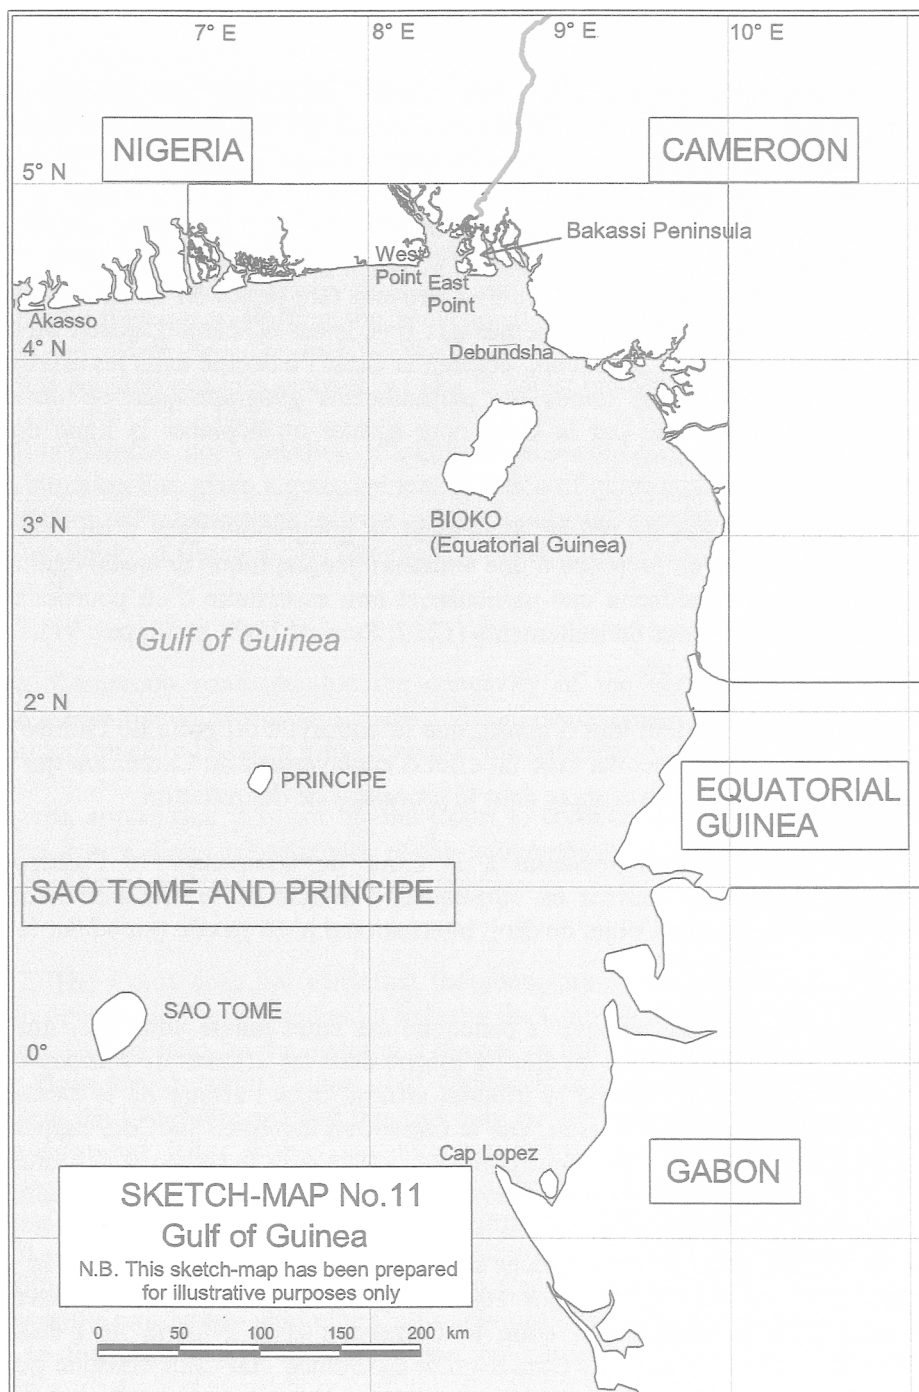 7° E
8° E
9° E
10° E
NIGERIA
CAMEROON
5° N
Bakassi Peninsula
West
Point
East
Point
Akasso
4° N
Debundsha
3° N
BIOKO
(Equatorial Guinea)
Gulf of Guinea
2° N
PRINCIPE
EQUATORIAL
GUINEA
SAO TOME AND PRINCIPE
SAO TOME
0°
Cap Lopez
GABON
SKETCH-MAP No.11
Gulf of Guinea
N.B. This sketch-map has been prepared
for illustrative purposes only
0 50 100 150 200 km